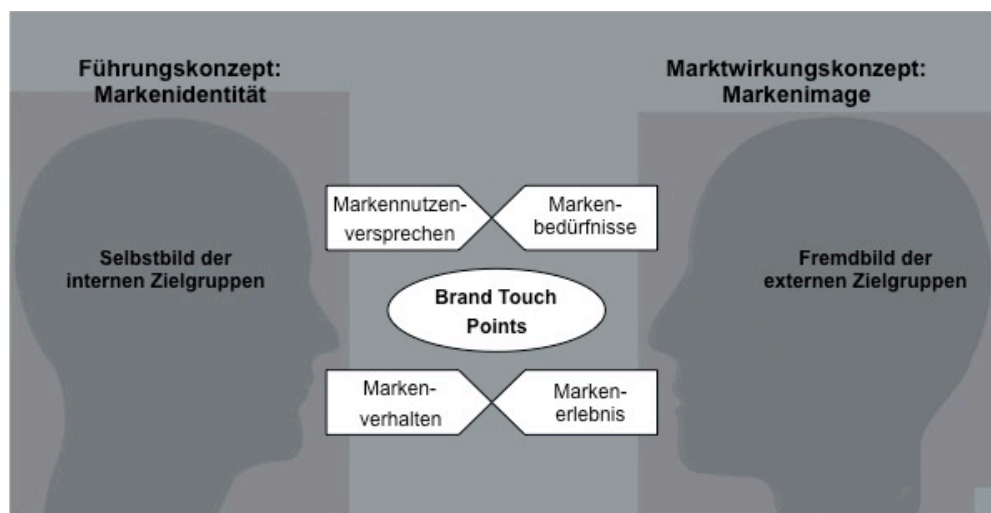 Führungskonzept:
Markenidentität
Marktwirkungskonzept:
Markenimage
Markennutzen-
versprechen
Marken-
bedürfnisse
Selbstbild der
internen Zielgruppen
Brand Touch
Points
Fremdbild der
externen Zielgruppen
Marken-
verhalten
Marken-
erlebnis